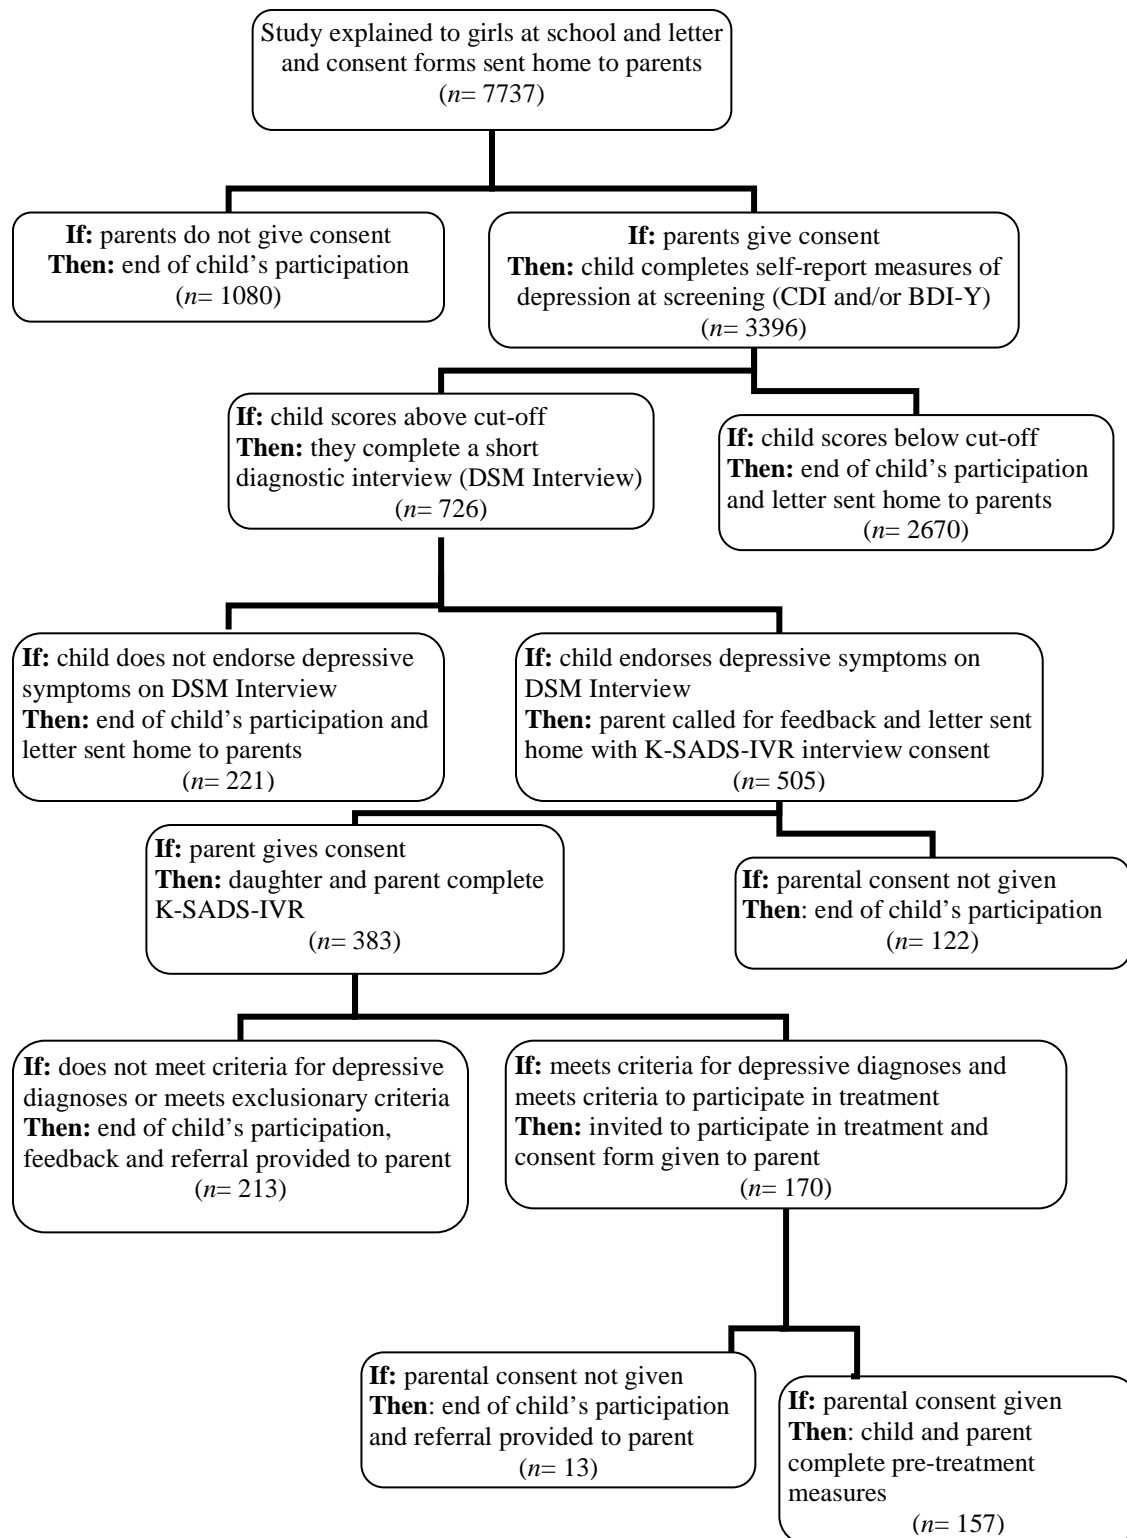 Study explained to girls at school and letter
and consent forms sent home to parents
(n= 7737)
If: parents do not give consent
Then: end of child’s participation
(n= 1080)
If: parents give consent
Then: child completes self-report measures of
depression at screening (CDI and/or BDI-Y)
(n= 3396)
If: child scores above cut-off
Then: they complete a short
diagnostic interview (DSM Interview)
(n= 726)
If: child scores below cut-off
Then: end of child’s participation
and letter sent home to parents
(n= 2670)
If: child does not endorse depressive
symptoms on DSM Interview
Then: end of child’s participation and
letter sent home to parents
(n= 221)
If: child endorses depressive symptoms on
DSM Interview
Then: parent called for feedback and letter sent
home with K-SADS-IVR interview consent
(n= 505)
If: parent gives consent
Then: daughter and parent complete
K-SADS-IVR
(n= 383)
If: parental consent not given
Then: end of child’s participation
(n= 122)
If: does not meet criteria for depressive
diagnoses or meets exclusionary criteria
Then: end of child’s participation,
feedback and referral provided to parent
(n= 213)
If: meets criteria for depressive diagnoses and
meets criteria to participate in treatment
Then: invited to participate in treatment and
consent form given to parent
(n= 170)
If: parental consent not given
Then: end of child’s participation
and referral provided to parent
(n= 13)
If: parental consent given
Then: child and parent
complete pre-treatment
measures
(n= 157)